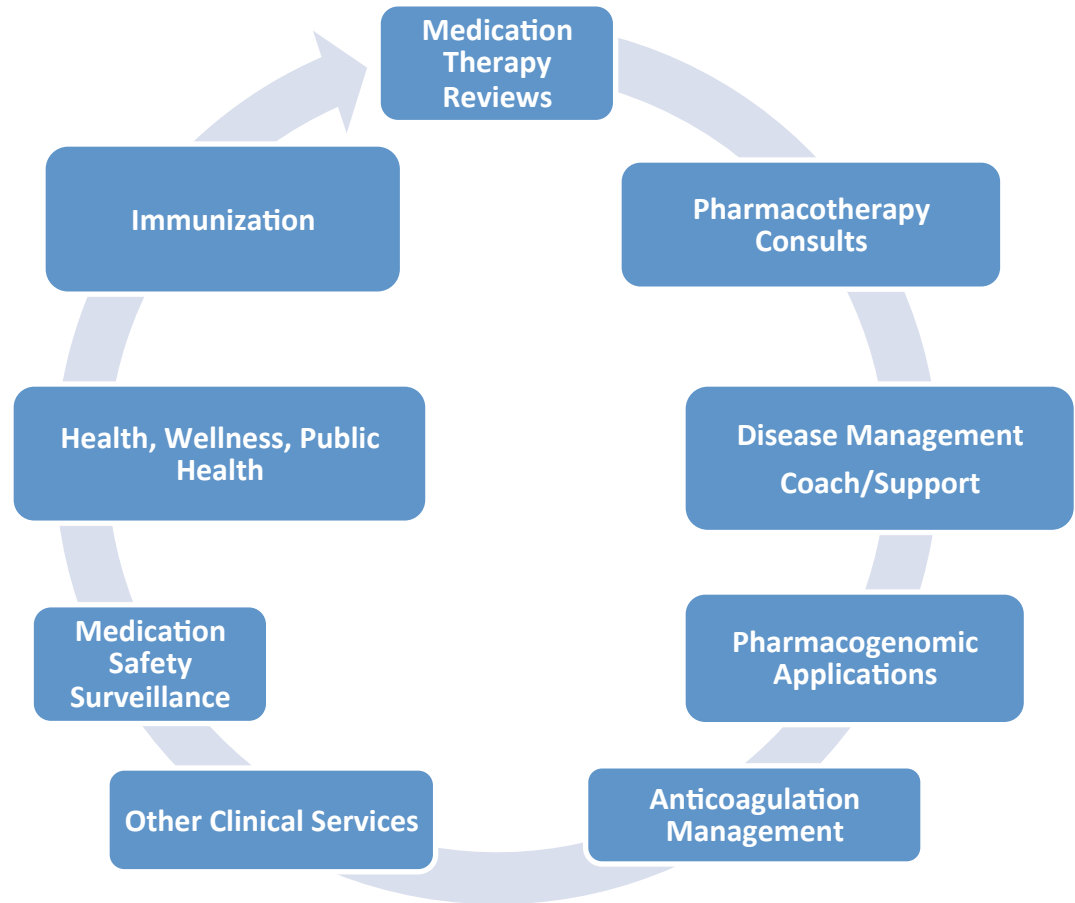 Medication
Therapy
Reviews
Pharmacotherapy
Consults
Disease Management
Coach/Support
Pharmacogenomic
Applications
Anticoagulation
Management
Other Clinical Services
Medication
Safety
Surveillance
Health, Wellness, Public
Health
Immunization